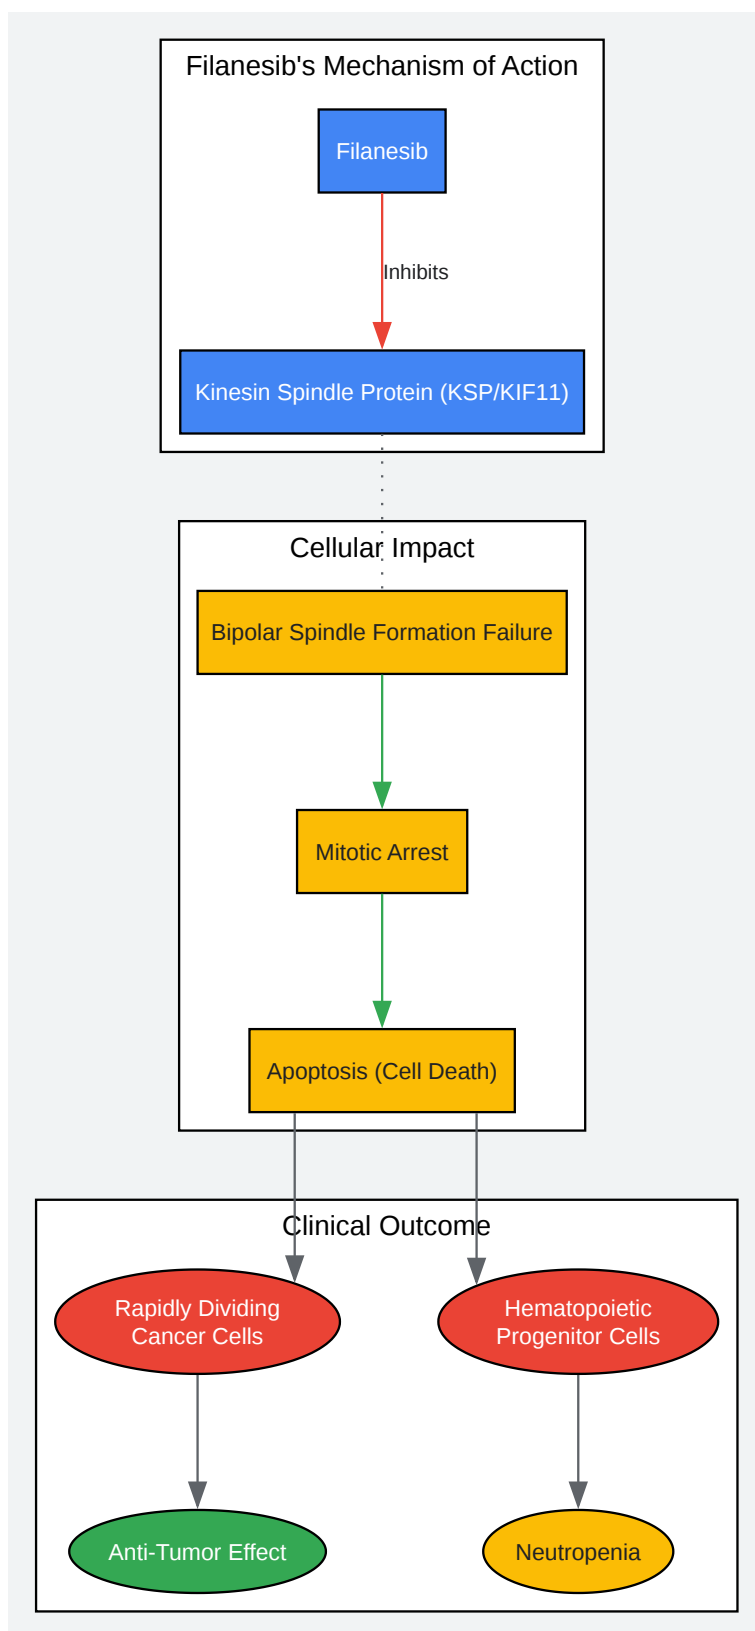 Filanesib's Mechanism of Action
Filanesib
Inhibits
Kinesin Spindle Protein (KSP/KIF11)
Cellular Impact
Bipolar Spindle Formation Failure
Mitotic Arrest
Apoptosis (Cell Death)
Clinical Outcome
Rapidly Dividing
Cancer Cells
Hematopoietic
Progenitor Cells
Anti-Tumor Effect
Neutropenia